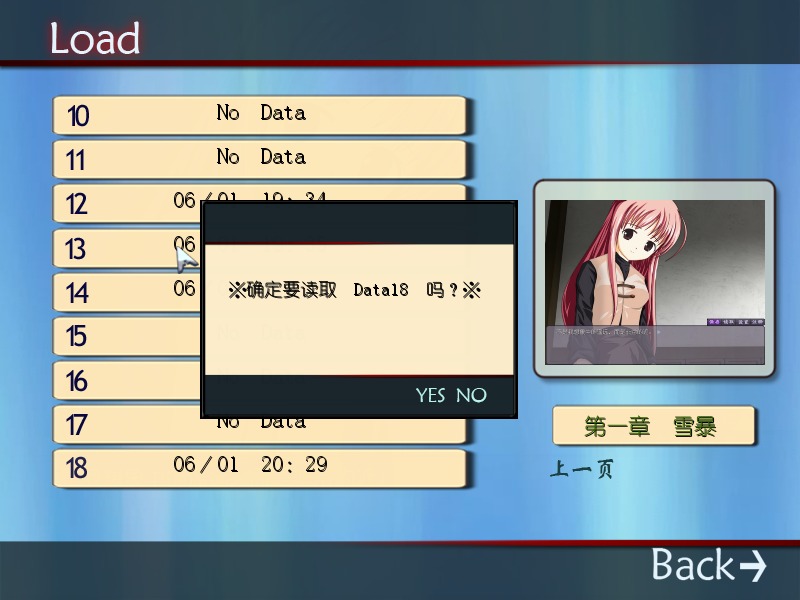 Load
10 No Data
11 No Data
12 06/01 19:34
13 06
14 06
15
16
17 No Data
18 06/01 20:29
※确定要读取 Data18 吗？※
YES NO
第一章 雪暴
上一页
Back